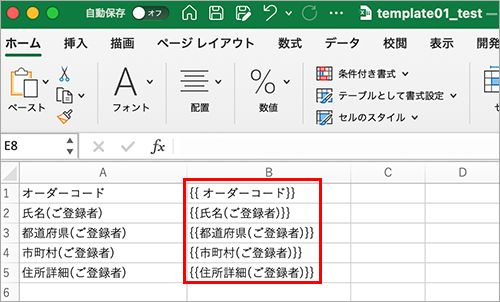 自動保存 オフ template01_test
ホーム 挿入 描画 ページ レイアウト 数式 データ 校閲 表示
ペースト フォント 配置 数値 条件付き書式
テーブルとして書式設定
セルのスタイル
E8 fx
A B C D
1 オーダーコード {{ オーダーコード}}
2 氏名(ご登録者) {{氏名(ご登録者)}}
3 都道府県(ご登録者) {{都道府県(ご登録者)}}
4 市町村(ご登録者) {{市町村(ご登録者)}}
5 住所詳細(ご登録者) {{住所詳細(ご登録者)}}
6